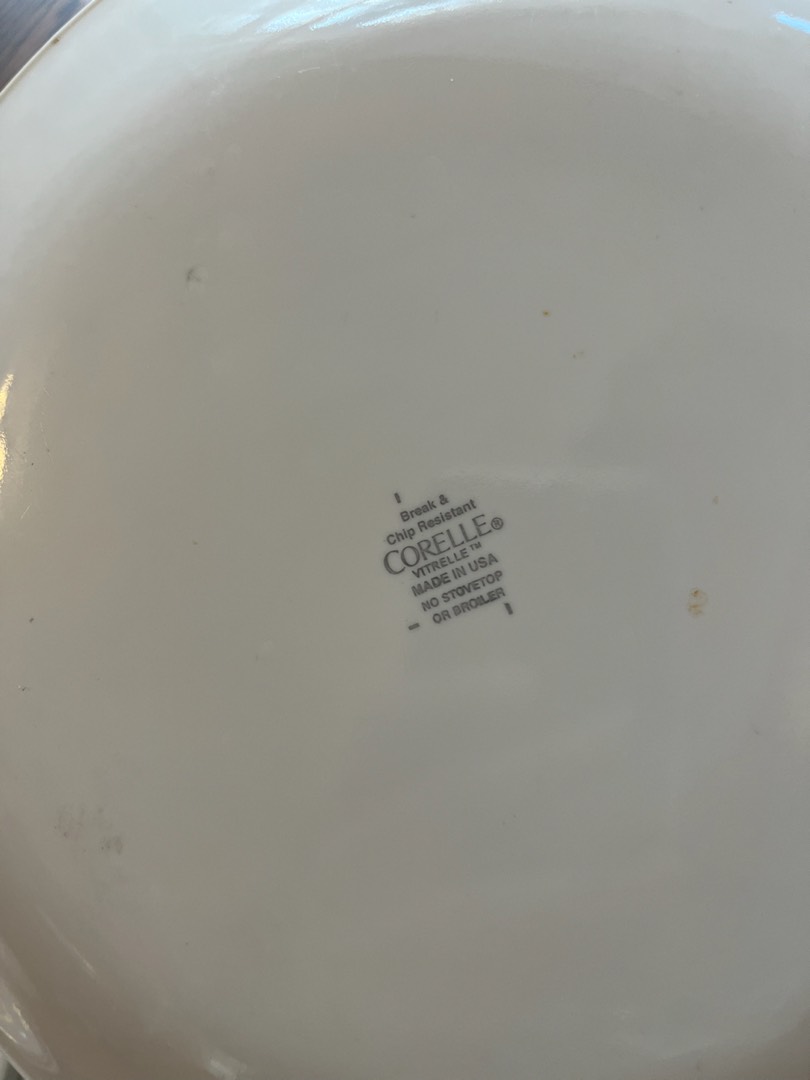 Break &
Chip Resistant
CORELLE®
VITRELLE™
MADE IN USA
NO STOVETOP
OR BROILER